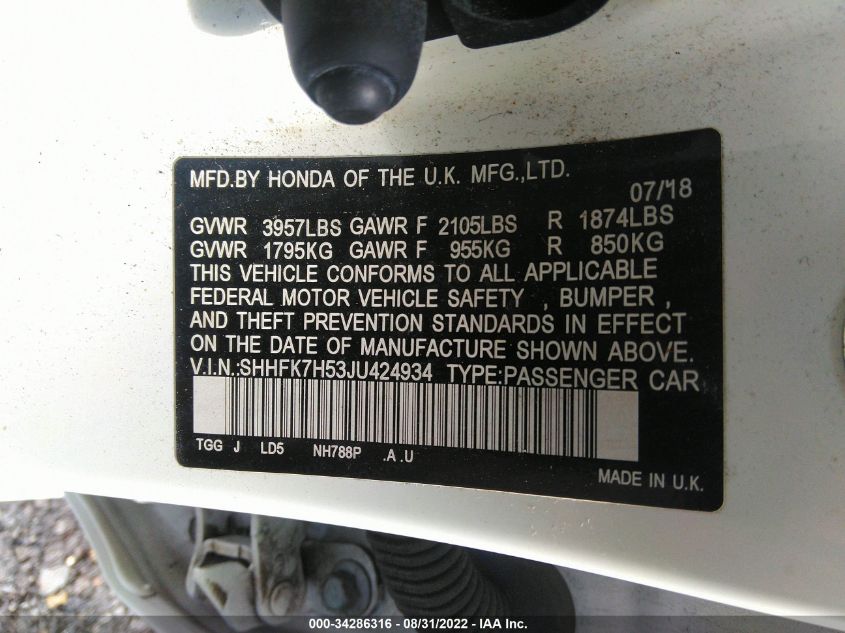 MFD.BY HONDA OF THE U.K. MFG.,LTD.
07/18
GVWR 3957LBS GAWR F 2105LBS R 1874LBS
GVWR 1795KG GAWR F 955KG R 850KG
THIS VEHICLE CONFORMS TO ALL APPLICABLE
FEDERAL MOTOR VEHICLE SAFETY , BUMPER ,
AND THEFT PREVENTION STANDARDS IN EFFECT
ON THE DATE OF MANUFACTURE SHOWN ABOVE.
V.I.N.:SHHFK7H53JU424934 TYPE:PASSENGER CAR
TGG J LD5 NH788P .A .U
MADE IN U.K.
000-34286316 - 08/31/2022 - IAA Inc.